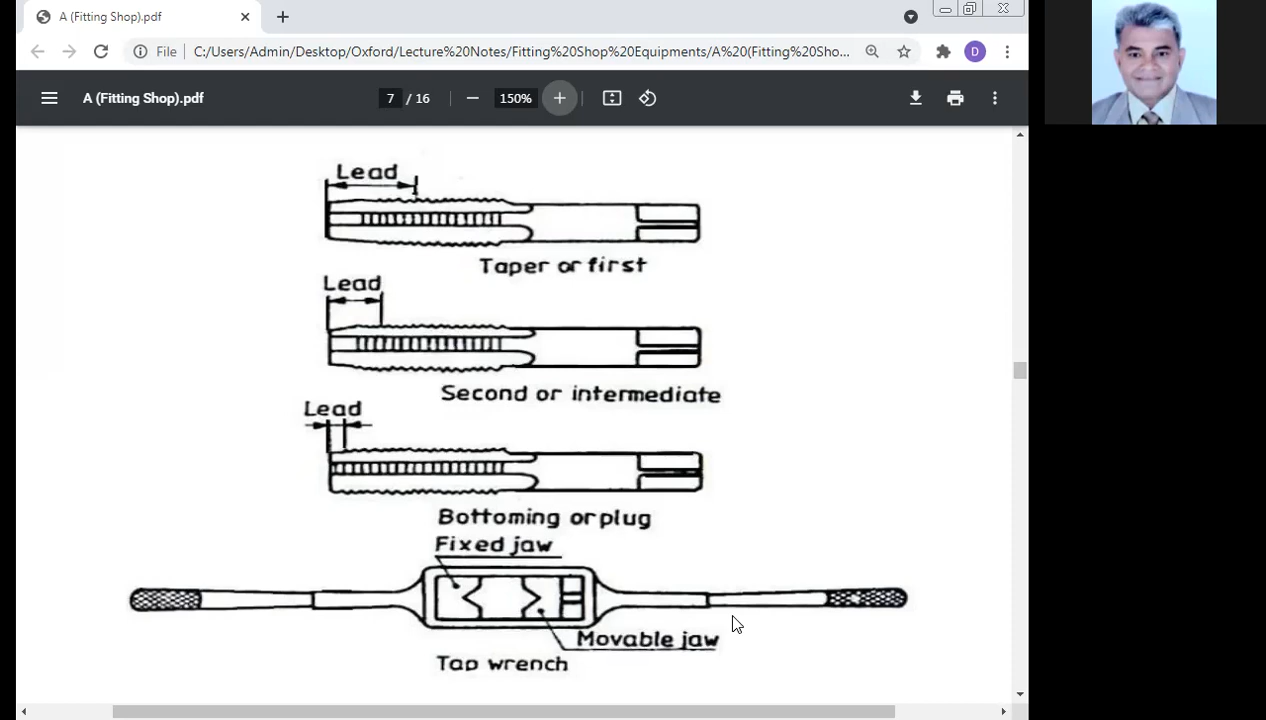 A (Fitting Shop).pdf
File
C:/Users/Admin/Desktop/Oxford/Lecture%20Notes/Fitting%20Shop%20Equipments/A%20(Fitting%20Sho...
D
A (Fitting Shop).pdf
7 / 16
150%
Lead
Taper or first
Lead
Second or intermediate
Lead
Bottoming or plug
Fixed jaw
Movable jaw
Tap wrench